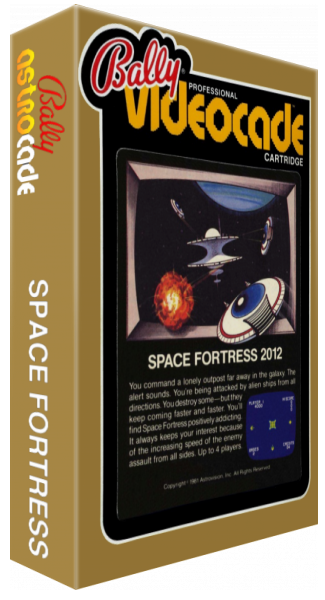 Bally
astrocade
SPACE FORTRESS
Bally
PROFESSIONAL
Videocade
CARTRIDGE
SPACE FORTRESS 2012
You command a lonely outpost far away in the galaxy. The
alert sounds. You're being attacked by alien ships from all
directions. You destroy some—but they
keep coming faster and faster. You'll
find Space Fortress positively addicting.
It always keeps your interest because
of the increasing speed of the enemy
assault from all sides. Up to 4 players.
Copyright 1981 Astrovision, Inc. All Rights Reserved.